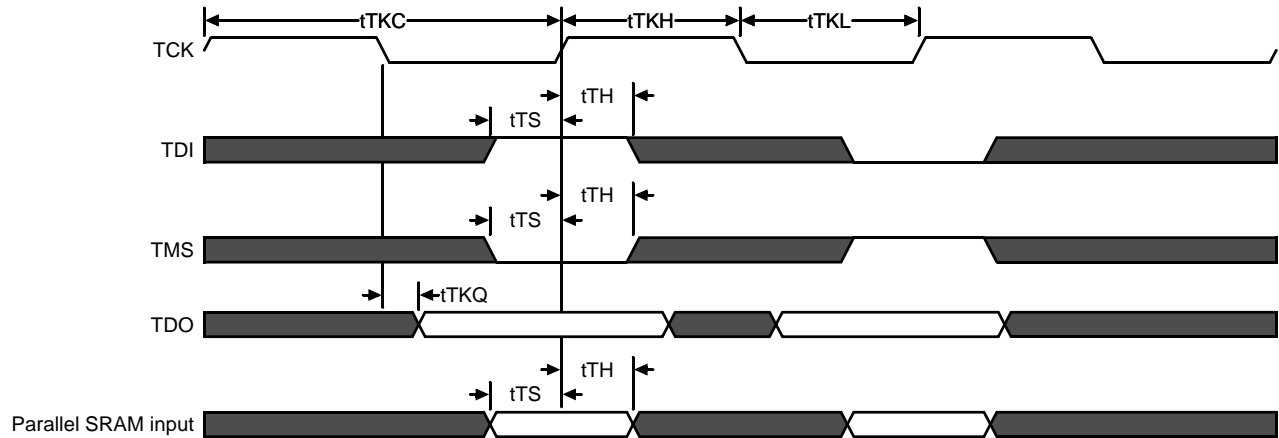 tTKC tTKH tTKL
TCK
tTH
tTS
TDI
tTH
tTS
TMS
tTKQ
TDO
tTH
tTS
Parallel SRAM input